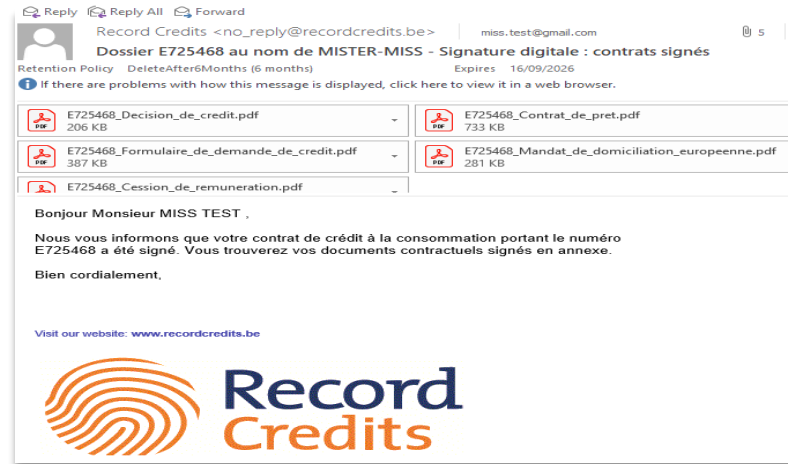 Reply Reply All Forward
Record Credits <no_reply@recordcredits.be> miss.test@gmail.com 5
Dossier E725468 au nom de MISTER-MISS - Signature digitale : contrats signés
Retention Policy DeleteAfter6Months (6 months) Expires 16/09/2026
If there are problems with how this message is displayed, click here to view it in a web browser.
E725468_Decision_de_credit.pdf E725468_Contrat_de_pret.pdf
PDF 206 KB PDF 733 KB
E725468_Formulaire_de_demande_de_credit.pdf E725468_Mandat_de_domiciliation_europeenne.pdf
PDF 387 KB PDF 281 KB
E725468_Cession_de_remuneration.pdf
Bonjour Monsieur MISS TEST ,
Nous vous informons que votre contrat de crédit à la consommation portant le numéro
E725468 a été signé. Vous trouverez vos documents contractuels signés en annexe.
Bien cordialement,
Visit our website: www.recordcredits.be
Record
Credits